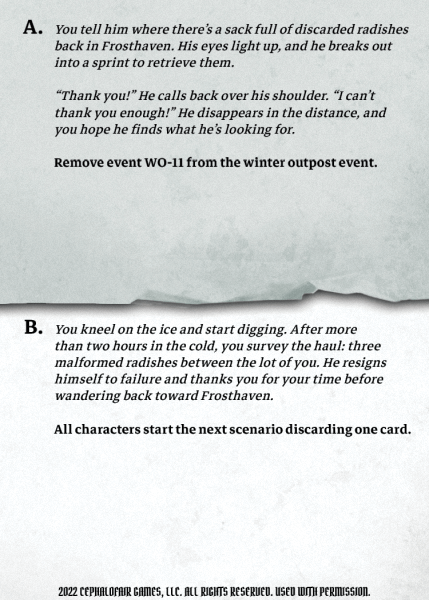 A. You tell him where there’s a sack full of discarded radishes
back in Frosthaven. His eyes light up, and he breaks out
into a sprint to retrieve them.
“Thank you!” He calls back over his shoulder. “I can’t
thank you enough!” He disappears in the distance, and
you hope he finds what he’s looking for.
Remove event WO-11 from the winter outpost event.
B. You kneel on the ice and start digging. After more
than two hours in the cold, you survey the haul: three
malformed radishes between the lot of you. He resigns
himself to failure and thanks you for your time before
wandering back toward Frosthaven.
All characters start the next scenario discarding one card.
2022 CEPHALOFAIR GAMES, LLC. ALL RIGHTS RESERVED. USED WITH PERMISSION.